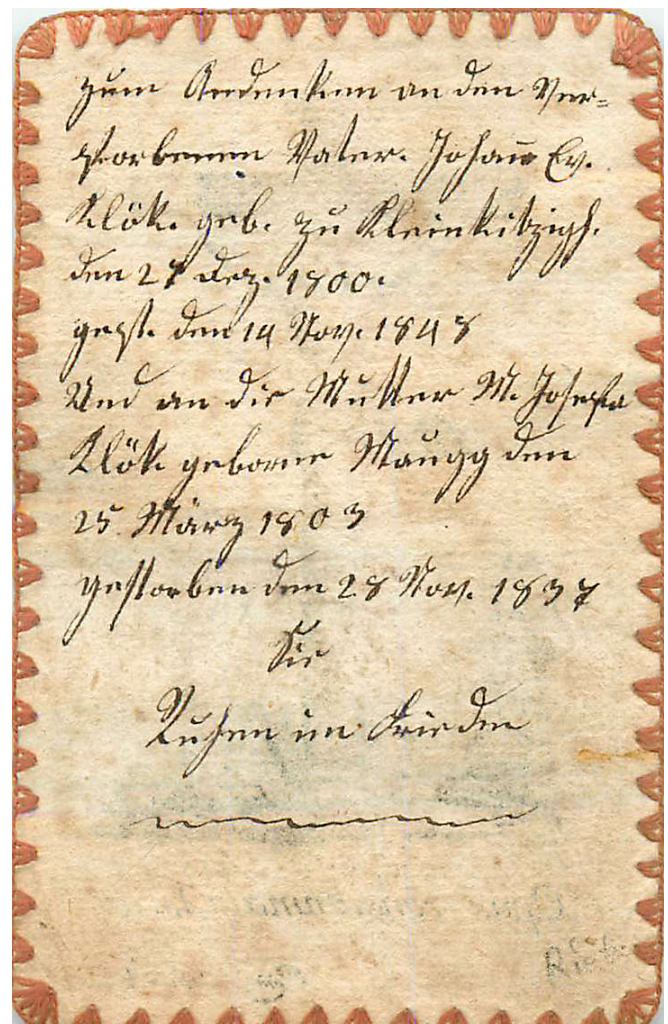 zum Andenken an den Ver=
storbenen Vater. Johann Ev.
Klök. geb. zu Kleinkitzigh.
den 27 Dez. 1800.
gest. den 14 Nov. 1848
Und an die Mutter M. Josepha
Klök geborne Maugg den
25 März 1803
gestorben den 28 Nov. 1837
Sie
Ruhen im Frieden